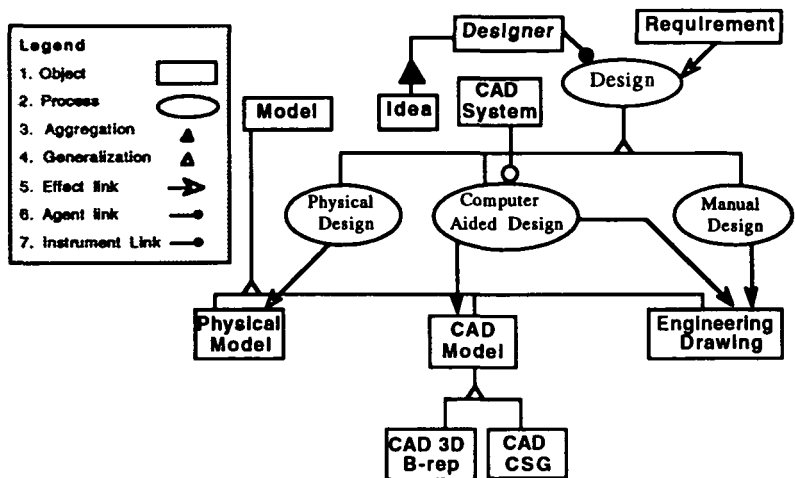 Legend
1. Object
2. Process
3. Aggregation
4. Generalization
5. Effect link
6. Agent link
7. Instrument Link
Designer
Requirement
Idea
CAD
System
Design
Model
Physical
Design
Computer
Aided Design
Manual
Design
Physical
Model
CAD
Model
Engineering
Drawing
CAD 3D
B-rep
CAD
CSG